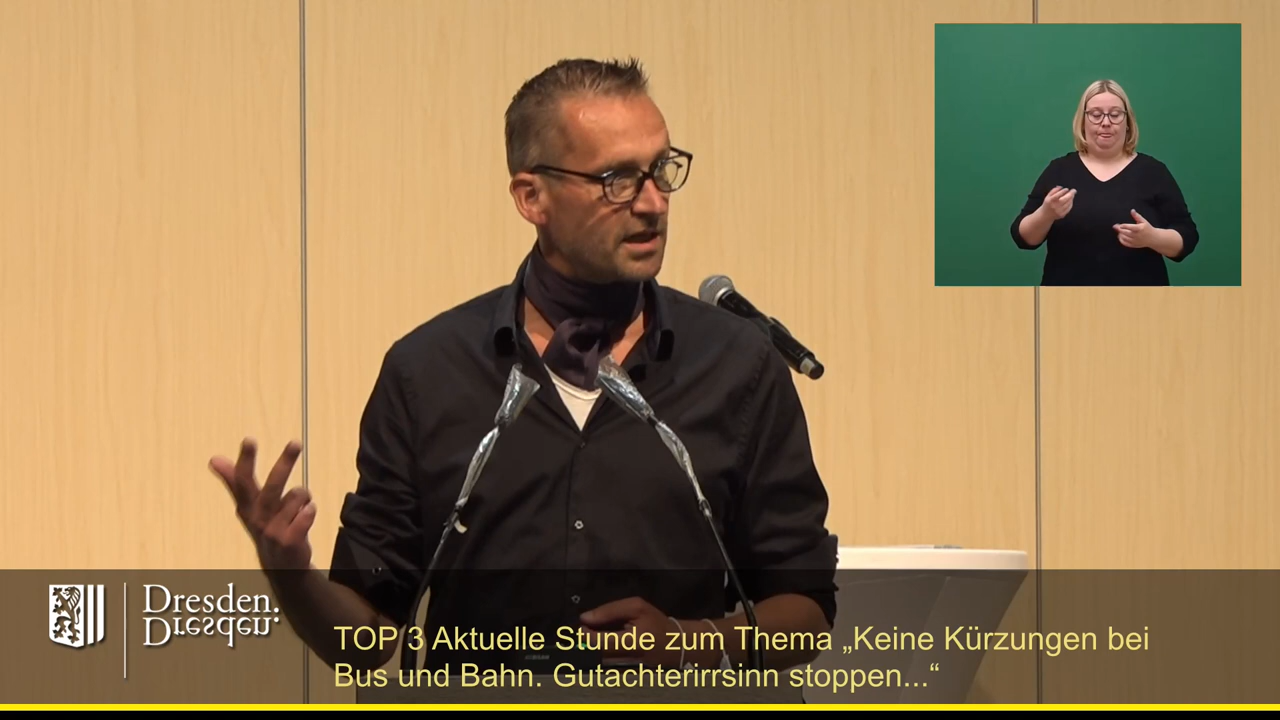 Dresden.
Dresden.
TOP 3 Aktuelle Stunde zum Thema „Keine Kürzungen bei
Bus und Bahn. Gutachterirrsinn stoppen...“